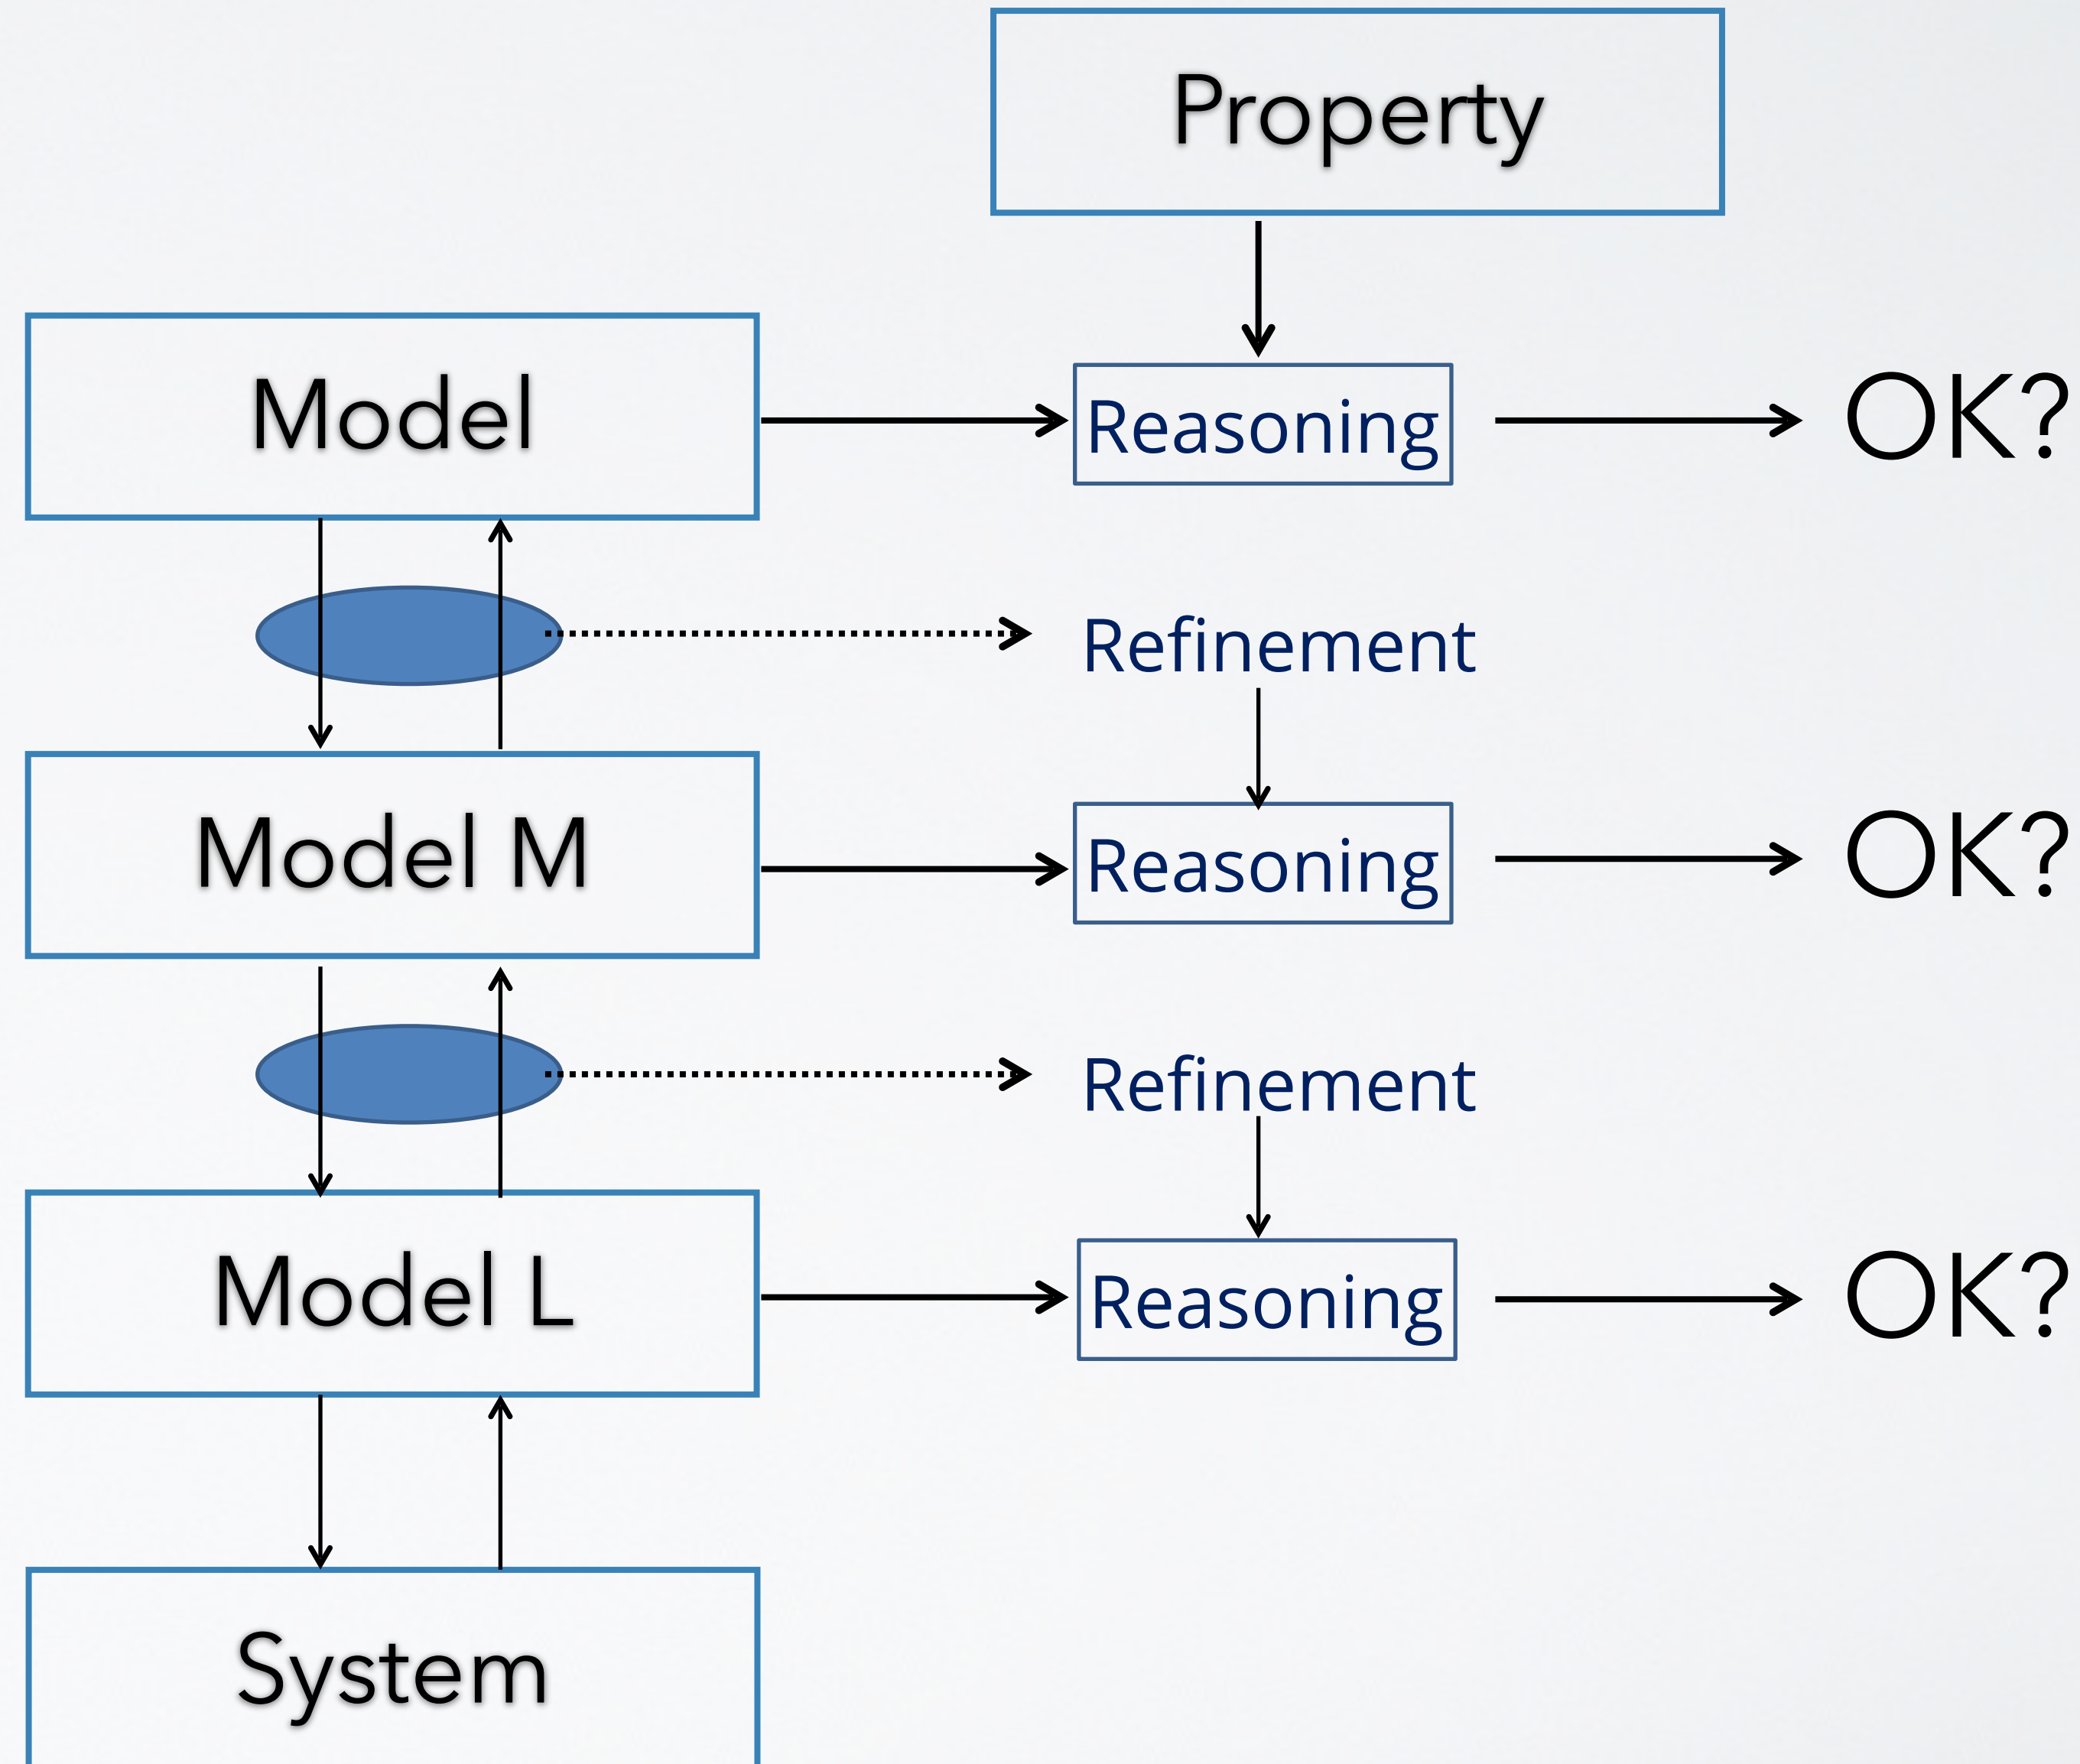 Property
Model
Reasoning
OK?
Refinement
Model M
Reasoning
OK?
Refinement
Model L
Reasoning
OK?
System